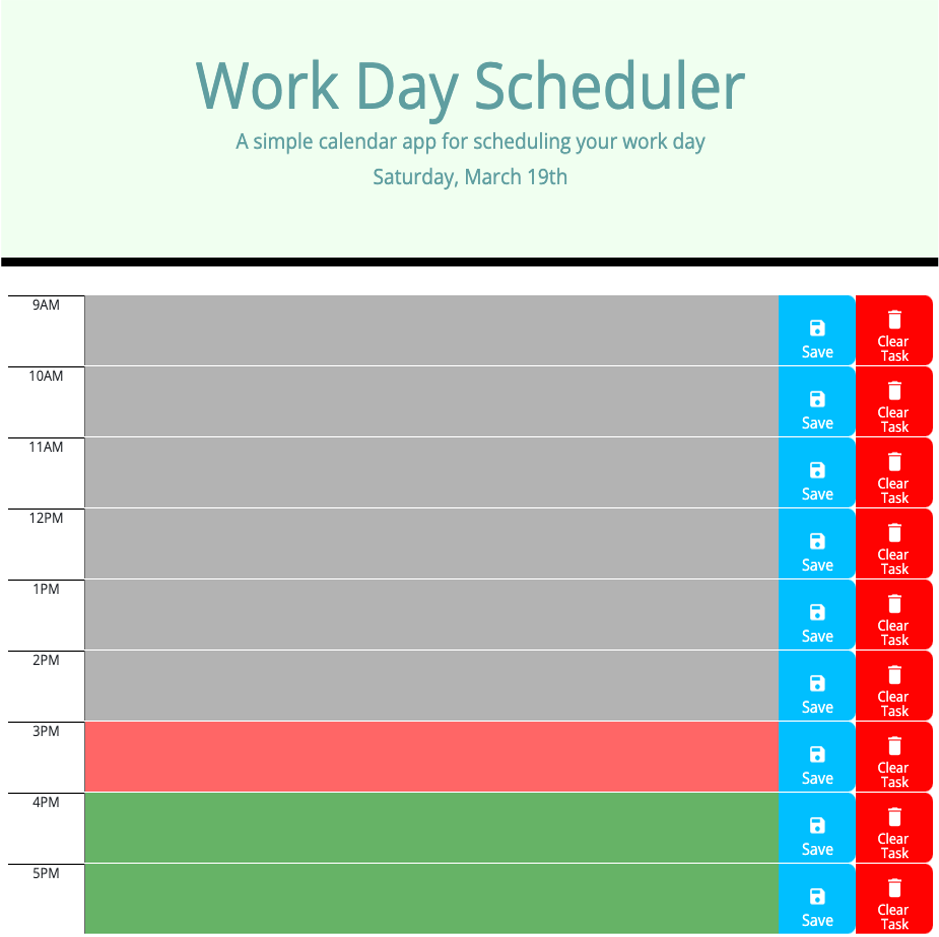 Work Day Scheduler
A simple calendar app for scheduling your work day
Saturday, March 19th
9AM
Save
Clear
Task
10AM
Save
Clear
Task
11AM
Save
Clear
Task
12PM
Save
Clear
Task
1PM
Save
Clear
Task
2PM
Save
Clear
Task
3PM
Save
Clear
Task
4PM
Save
Clear
Task
5PM
Save
Clear
Task